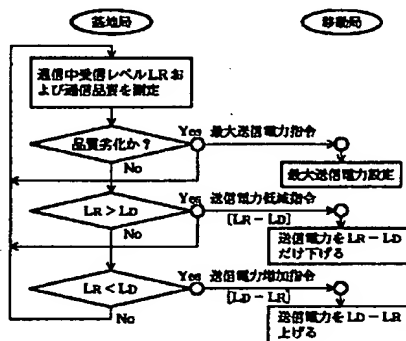 基地局
移動局
通信中受信レベルLRお
よび通信品質を測定
品質劣化か?
Yes
最大送信電力指令
No
最大送信電力設定
LR>LD
Yes
送信電力低減指令
[LR-LD]
No
送信電力をLR-LD
だけ下げる
LR<LD
Yes
送信電力増加指令
[LD-LR]
No
送信電力をLD-LR
上げる